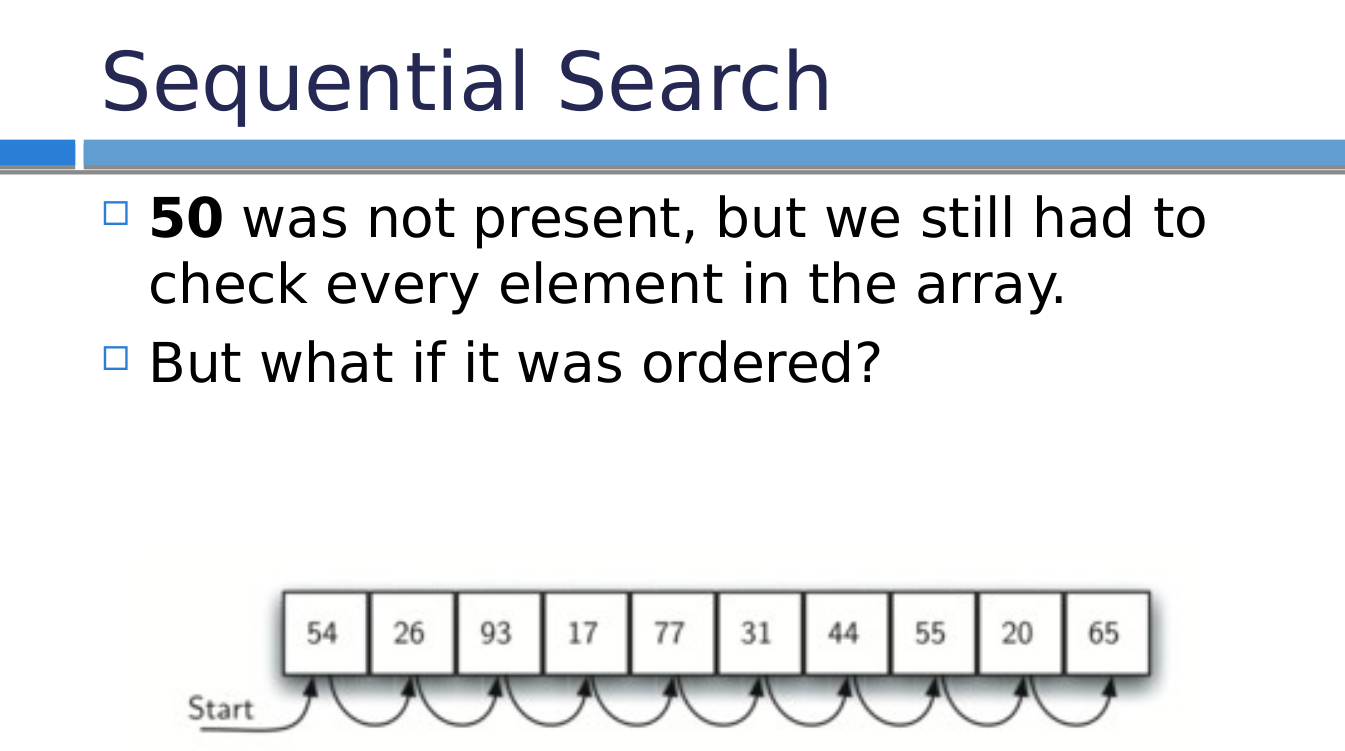 Sequential Search
50 was not present, but we still had to
check every element in the array.
But what if it was ordered?
54 26 93 17 77 31 44 55 20 65
Start